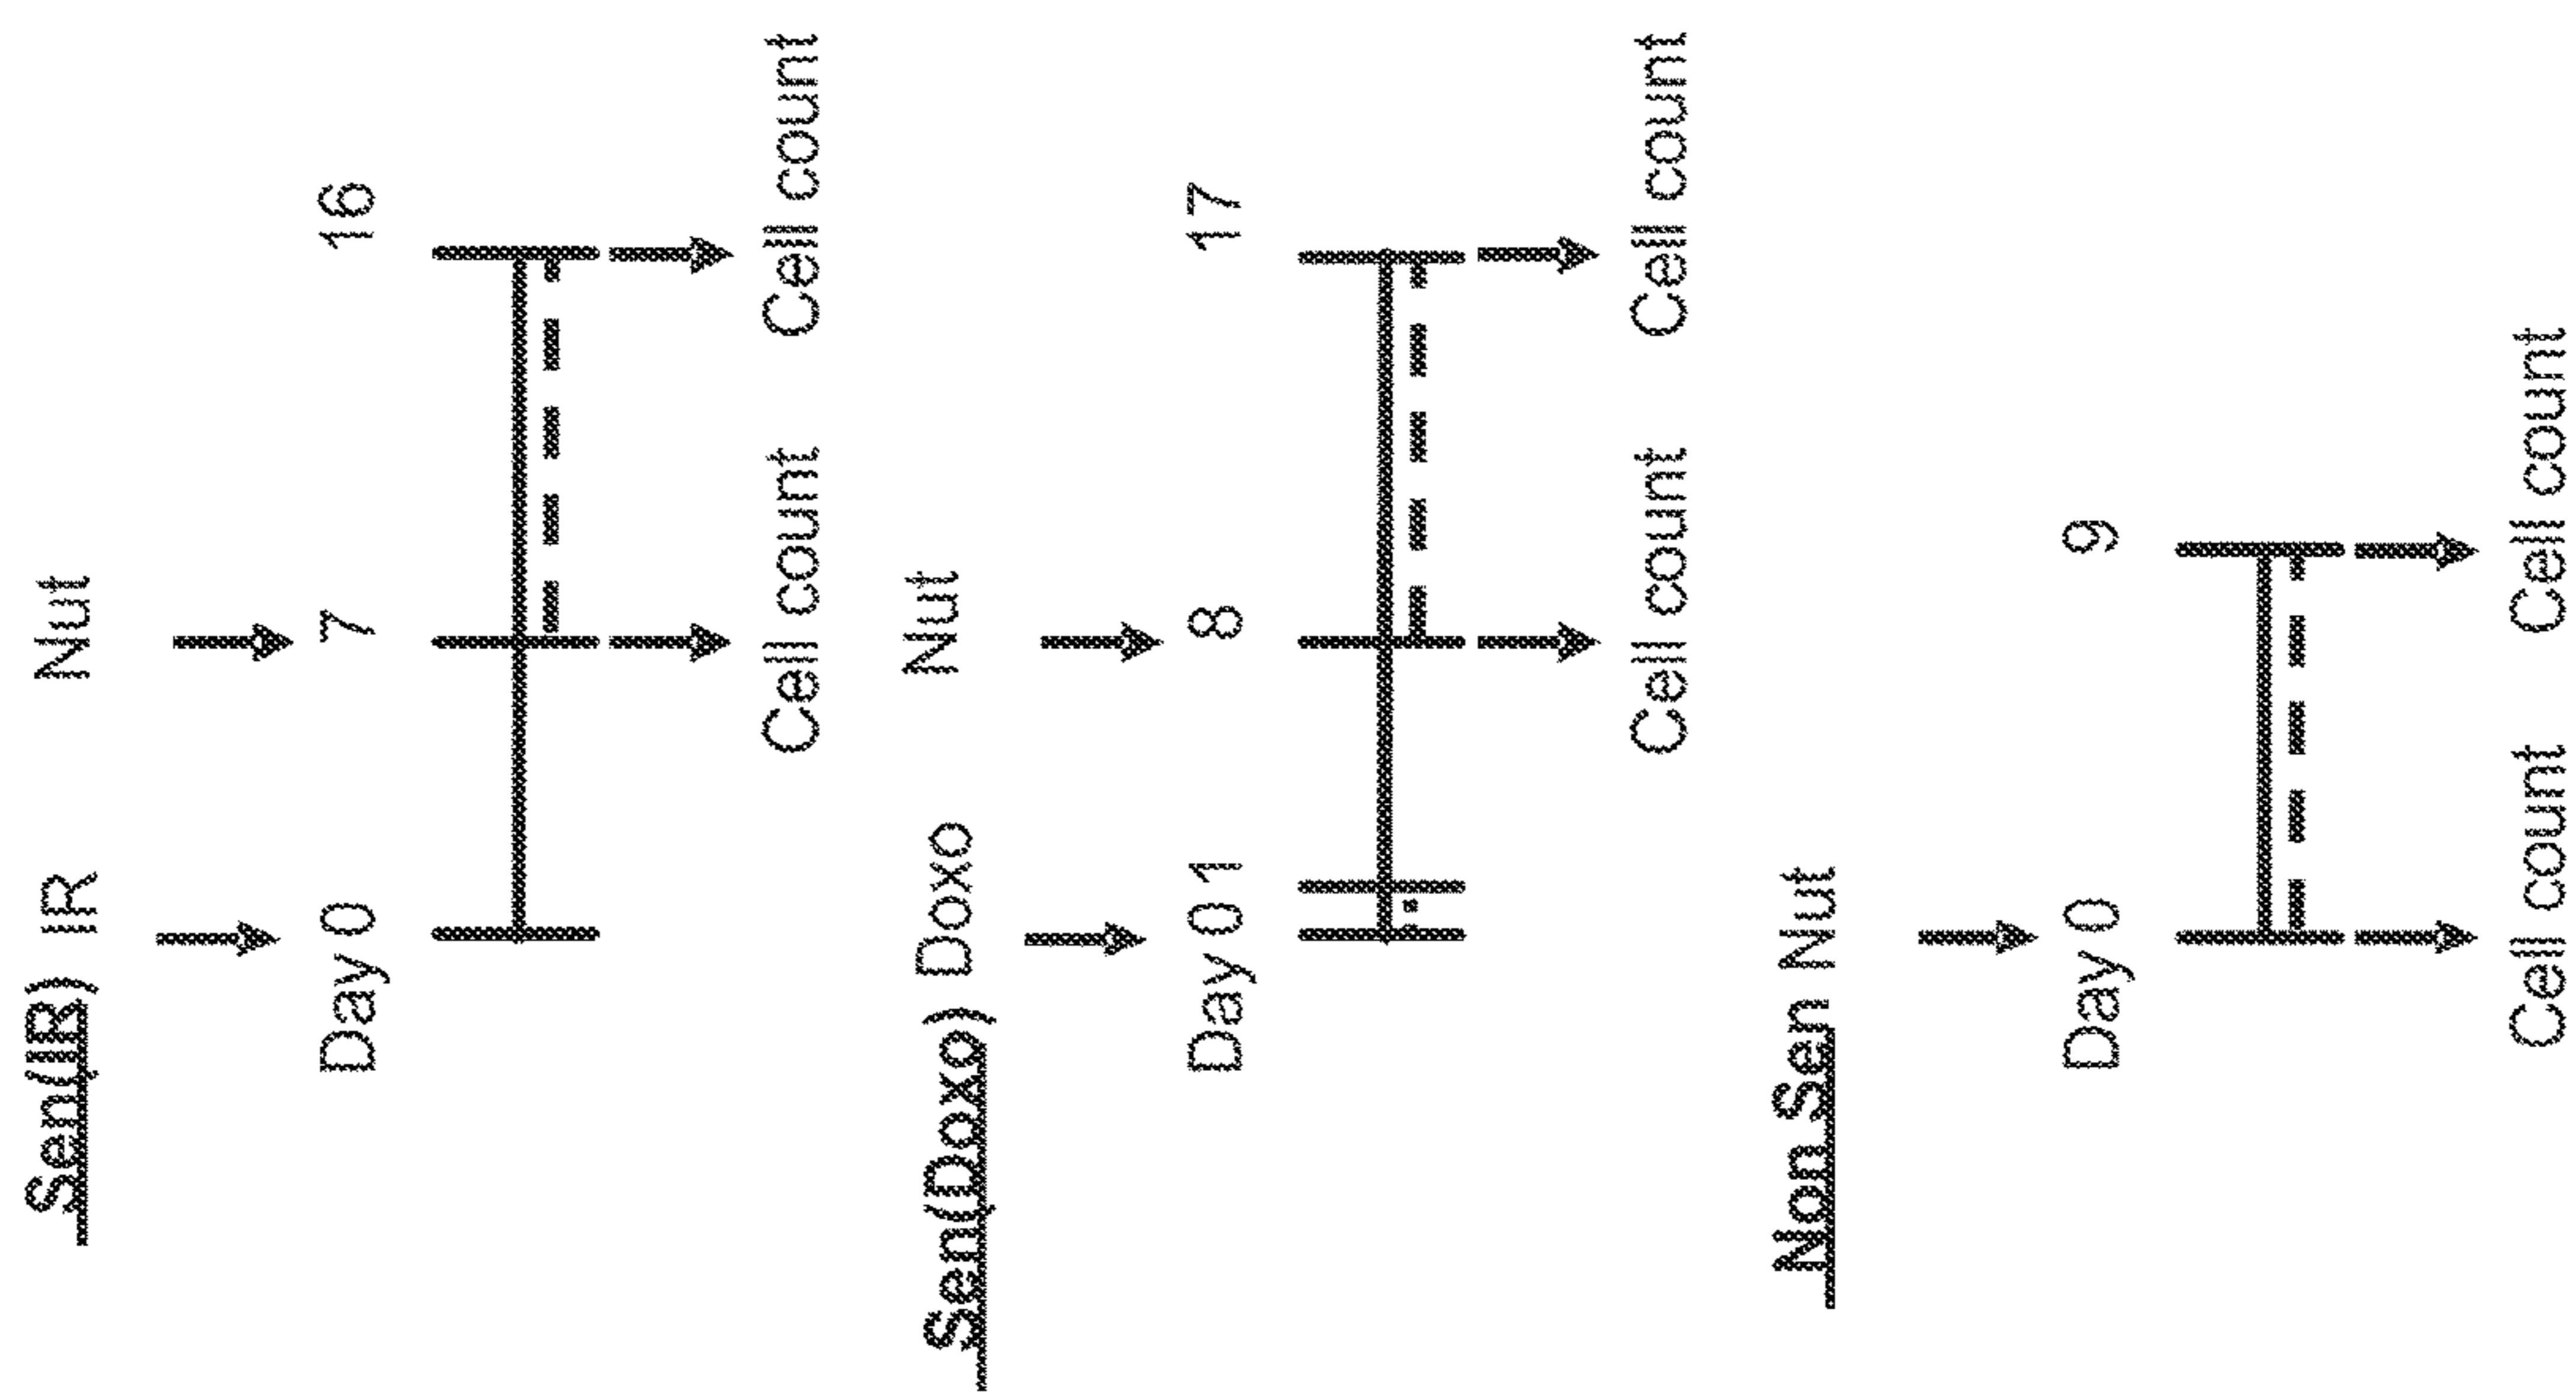 Sen(IR) IR Nut
Day 0 7 16
Cell count Cell count
Sen(Doxo) Doxo Nut
Day 0 1 8 17
Cell count Cell count
Non Sen Nut
Day 0 9
Cell count Cell count